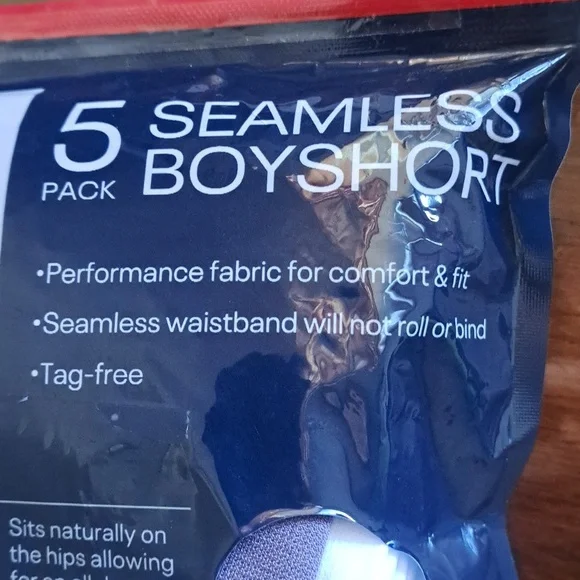 5 SEAMLESS
PACK BOYSHORT
•Performance fabric for comfort & fit
•Seamless waistband will not roll or bind
•Tag-free
Sits naturally on
the hips allowing
for